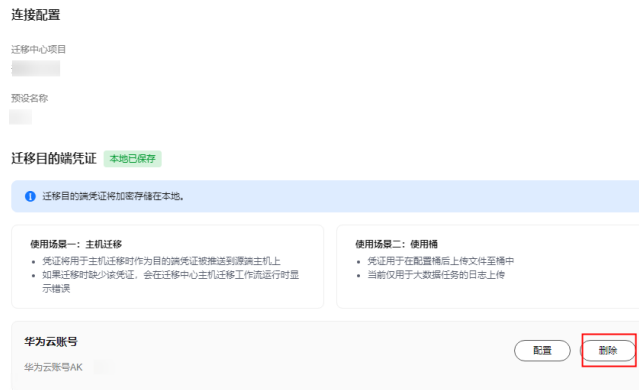 连接配置
迁移中心项目
预设名称
迁移目的端凭证 本地已保存
迁移目的端凭证将加密存储在本地。
使用场景一：主机迁移
• 凭证将用于主机迁移时作为目的端凭证被推送到源端主机上
• 如果迁移时缺少该凭证，会在迁移中心主机迁移工作流运行时显
示错误
使用场景二：使用桶
• 凭证用于在配置桶后上传文件至桶中
• 当前仅用于大数据任务的日志上传
华为云账号
配置 删除
华为云账号AK